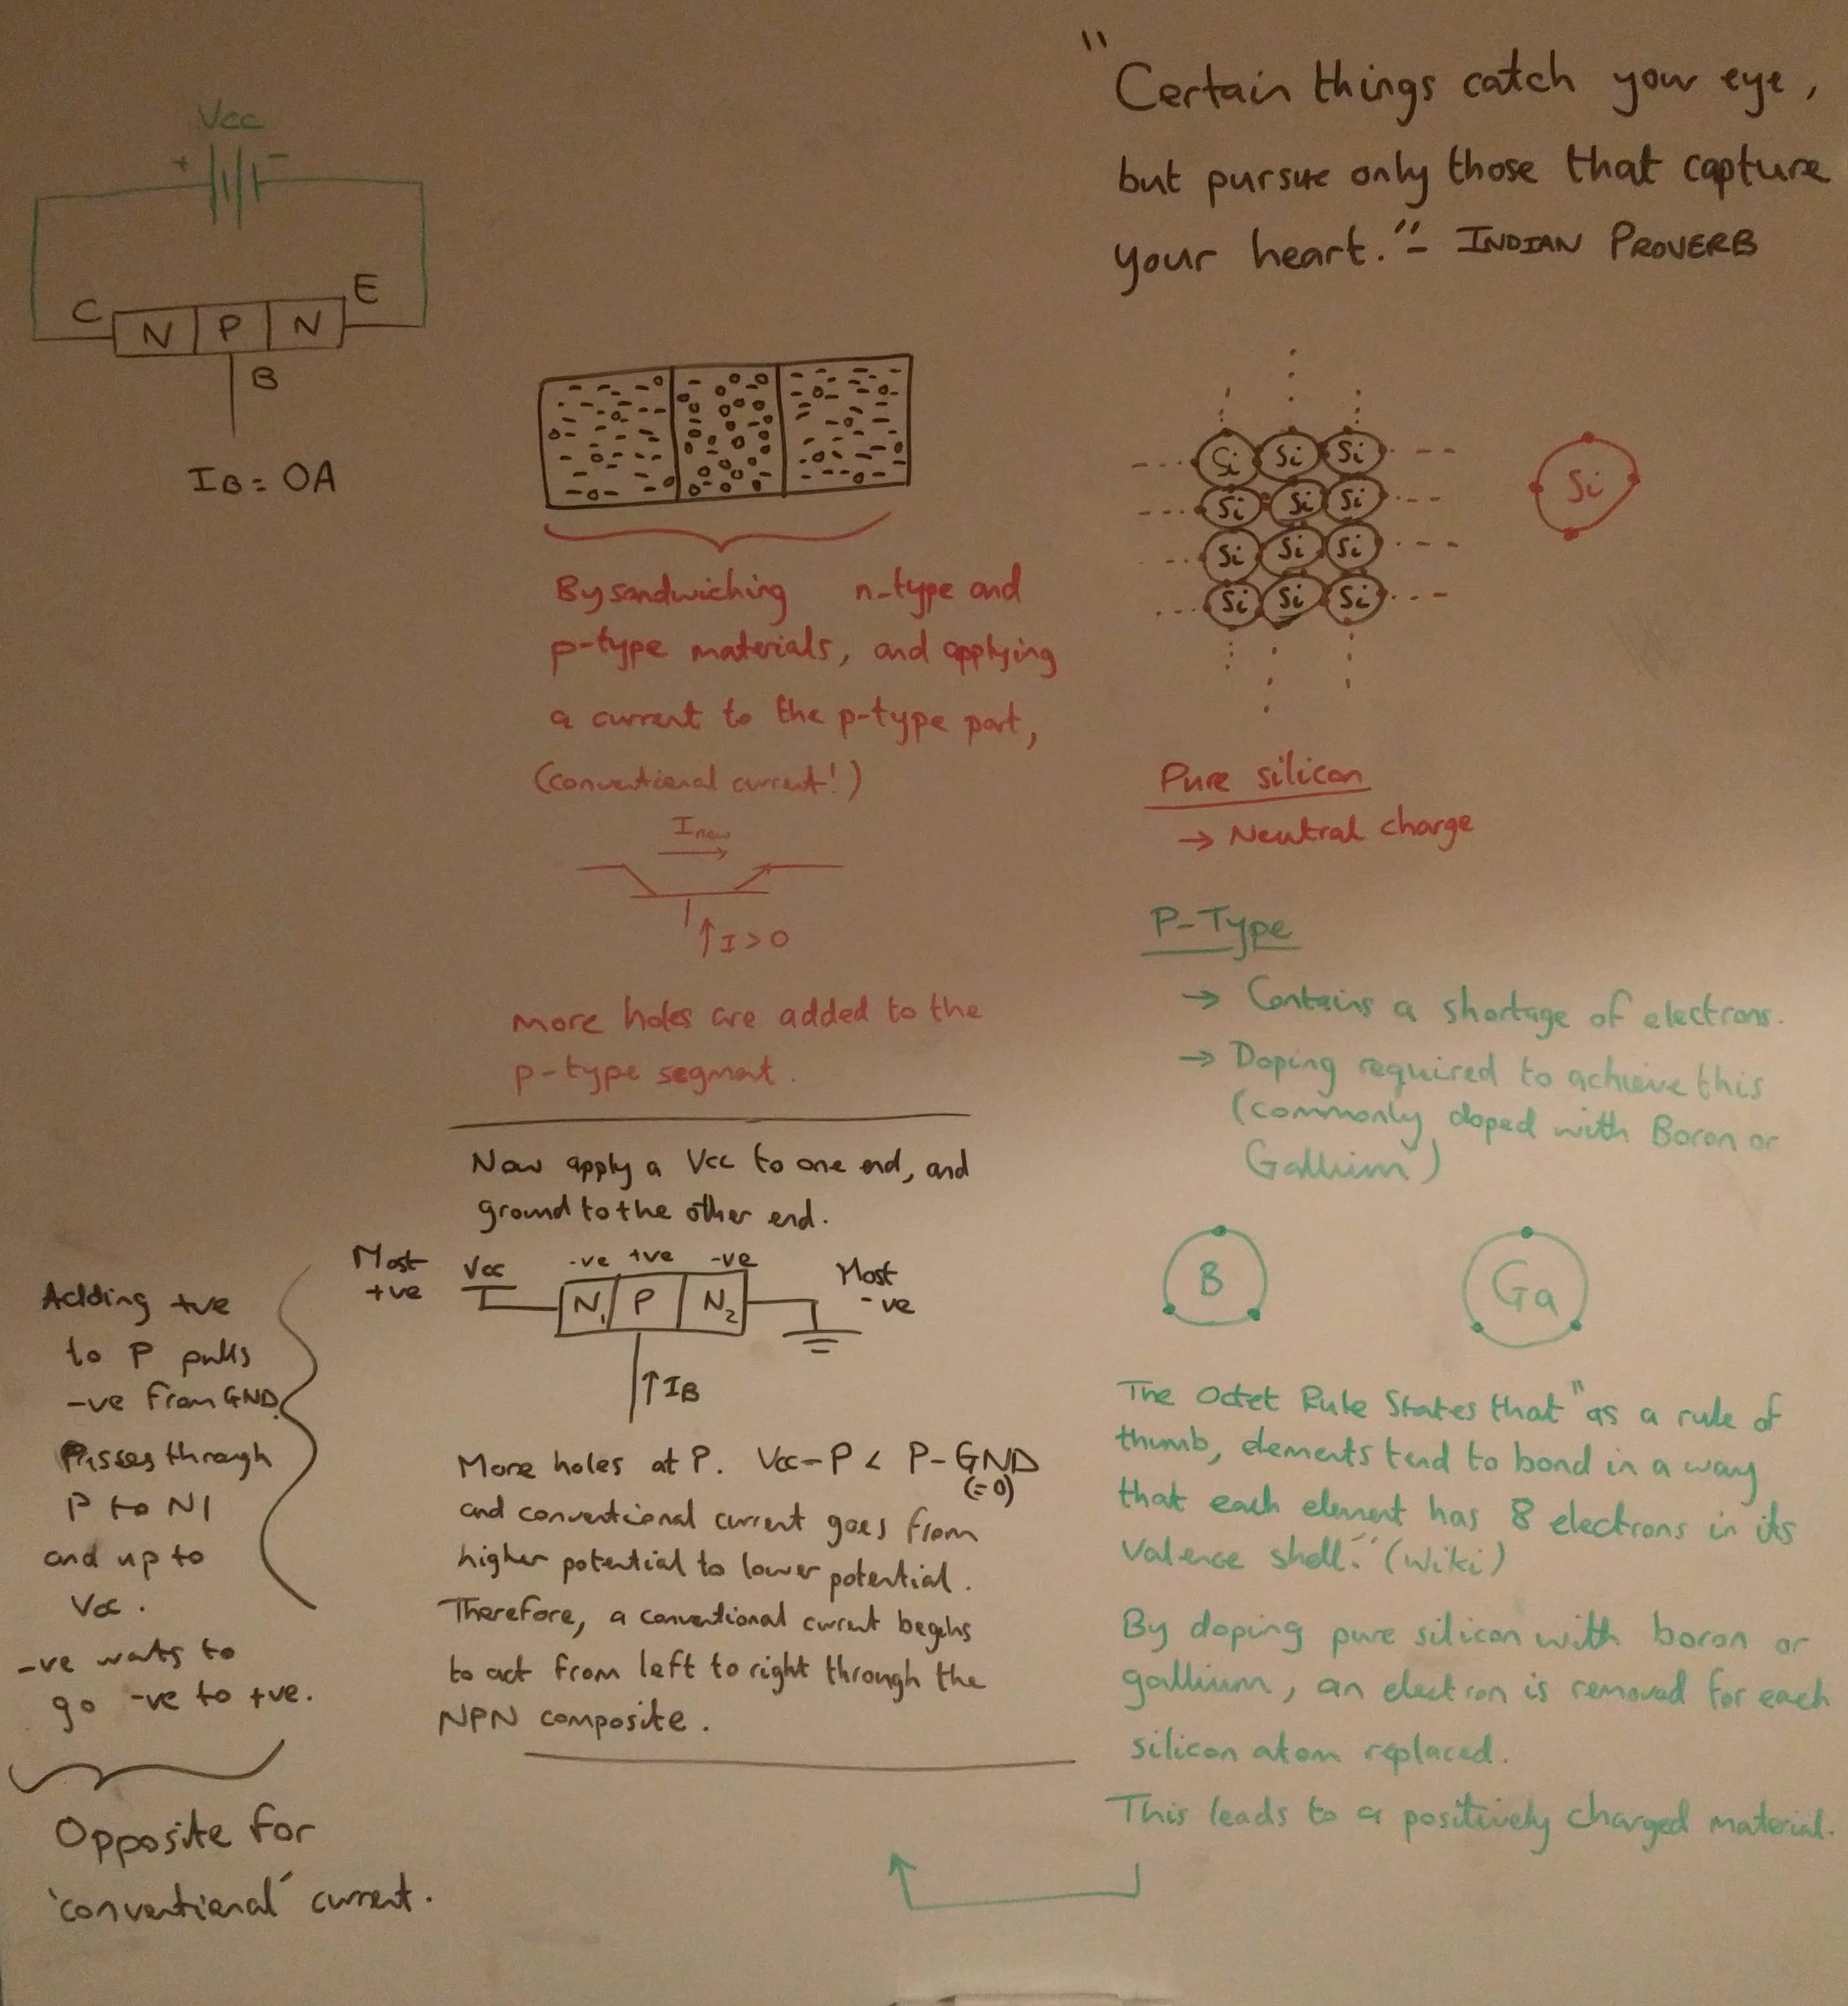 "Certain things catch your eye,
but pursue only those that capture
your heart." - INDIAN PROVERB
Vcc
+ -
C E
N P N
B
IB = 0A
By sandwiching n-type and
p-type materials, and applying
a current to the p-type part,
(conventional current!)
I new
↑ I > 0
more holes are added to the
p-type segment.
Now apply a Vcc to one end, and
ground to the other end.
Most
+ve
Vcc
-ve +ve -ve
N1 P N2
Most
-ve
↑ IB
More holes at P. Vcc-P < P-GND
(=0)
and conventional current goes from
higher potential to lower potential.
Therefore, a conventional current begins
to act from left to right through the
NPN composite.
Adding +ve
to P pulls
-ve from GND.
Passes through
P to N1
and up to
Vcc.
-ve wants to
go -ve to +ve.
Opposite for
'conventional' current.
Si Si Si
Si Si Si
Si Si Si
Si Si Si
Si
Pure silicon
→ Neutral charge
P-Type
→ Contains a shortage of electrons.
→ Doping required to achieve this
(commonly doped with Boron or
Gallium)
B Ga
The Octet Rule States that "as a rule of
thumb, elements tend to bond in a way
that each element has 8 electrons in its
valence shell." (Wiki)
By doping pure silicon with boron or
gallium, an electron is removed for each
silicon atom replaced.
This leads to a positively charged material.